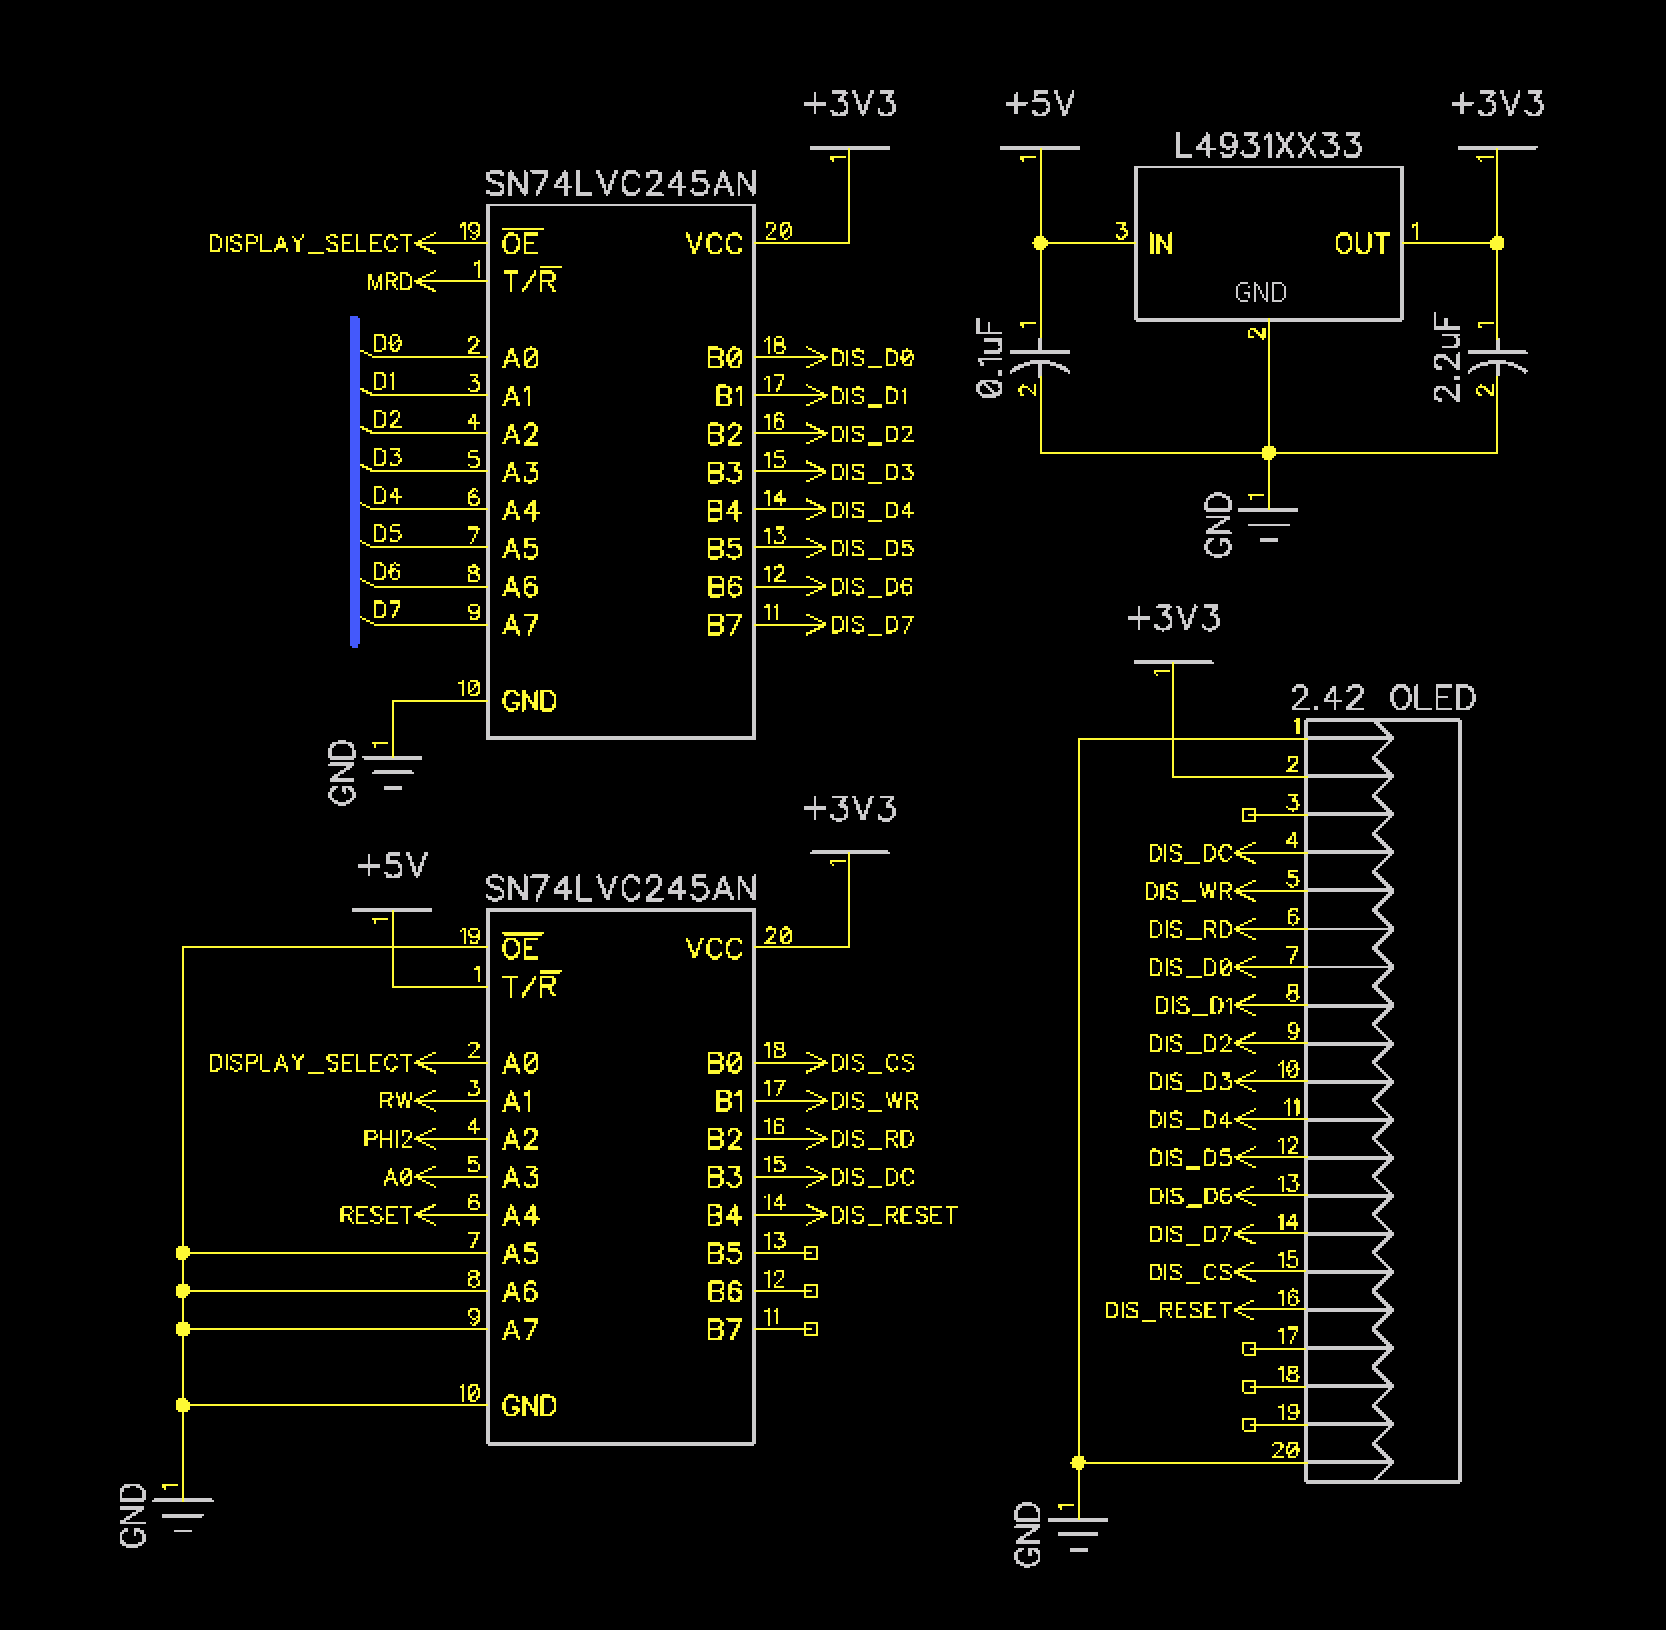 +3V3
SN74LVC245AN
DISPLAY_SELECT 19 OE VCC 20
MRD 1 T/R
1
D0 2 A0 B0 18 DIS_D0
D1 3 A1 B1 17 DIS_D1
D2 4 A2 B2 16 DIS_D2
D3 5 A3 B3 15 DIS_D3
D4 6 A4 B4 14 DIS_D4
D5 7 A5 B5 13 DIS_D5
D6 8 A6 B6 12 DIS_D6
D7 9 A7 B7 11 DIS_D7
10 GND
1
GND
+5V +3V3
L4931XX33
1 1
3 IN OUT 1
GND
2
0.1uF 1 2
2.2uF 1 2
1
GND
+3V3
+5V
SN74LVC245AN
1 1
19 OE VCC 20
1 T/R
DISPLAY_SELECT 2 A0 B0 18 DIS_CS
RW 3 A1 B1 17 DIS_WR
PHI2 4 A2 B2 16 DIS_RD
A0 5 A3 B3 15 DIS_DC
RESET 6 A4 B4 14 DIS_RESET
7 A5 B5 13
8 A6 B6 12
9 A7 B7 11
10 GND
1
GND
+3V3
1
2.42 OLED
1
2
3
DIS_DC 4
DIS_WR 5
DIS_RD 6
DIS_D0 7
DIS_D1 8
DIS_D2 9
DIS_D3 10
DIS_D4 11
DIS_D5 12
DIS_D6 13
DIS_D7 14
DIS_CS 15
DIS_RESET 16
17
18
19
20
1
GND